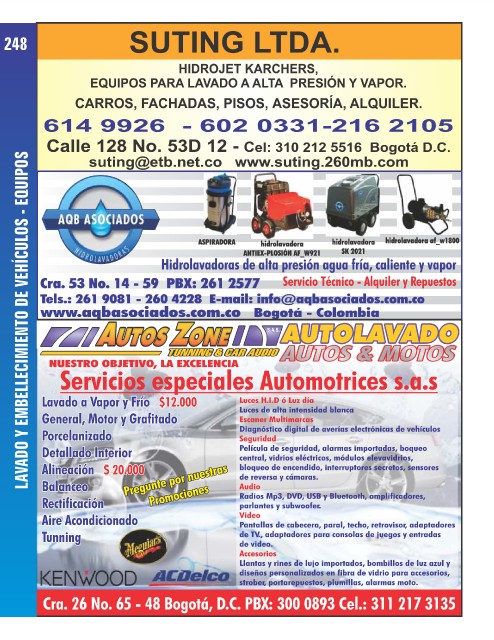 248
LAVADO Y EMBELLECIMIENTO DE VEHÍCULOS - EQUIPOS
SUTING LTDA.
HIDROJET KARCHERS,
EQUIPOS PARA LAVADO A ALTA PRESIÓN Y VAPOR.
CARROS, FACHADAS, PISOS, ASESORÍA, ALQUILER.
614 9926 - 602 0331-216 2105
Calle 128 No. 53D 12 - Cel: 310 212 5516 Bogotá D.C.
suting@etb.net.co www.suting.260mb.com
AQB ASOCIADOS
HIDROLAVADORAS
ASPIRADORA
hidrolavadora
ANTIEX-PLOSIÓN AF_W921
hidrolavadora
SK 2021
hidrolavadora af_w1800
Hidrolavadoras de alta presión agua fría, caliente y vapor
Cra. 53 No. 14 - 59 PBX: 261 2577 Servicio Técnico - Alquiler y Repuestos
Tels.: 261 9081 - 260 4228 E-mail: info@aqbasociados.com.co
www.aqbasociados.com.co Bogotá - Colombia
AUTOS ZONE S.A.S
TUNNING & CAR AUDIO
AUTOLAVADO
AUTOS & MOTOS
NUESTRO OBJETIVO, LA EXCELENCIA
Servicios especiales Automotrices s.a.s
Lavado a Vapor y Frío $12.000
General, Motor y Grafitado
Porcelanizado
Detallado Interior
Alineación $ 20.000
Balanceo
Rectificación
Aire Acondicionado
Tunning
Pregunte por nuestras
Promociones
Meguiar's
KENWOOD
ACDelco
Luces H.I.D ó Luz día
Luces de alta intensidad blanca
Escaner Multimarcas
Diagnóstico digital de averías electrónicas de vehículos
Seguridad
Película de seguridad, alarmas importados, boqueo
central, vidrios eléctricos, módulos elevavidrios,
bloqueo de encendido, interruptores secretos, sensores
de reversa y cámaras.
Audio
Radios Mp3, DVD, USB y Bluetooth, amplificadores,
parlantes y subwoofer.
Video
Pantallas de cabecera, paral, techo, retrovisor, adaptadores
de TV., adaptadores para consolas de juegos y entradas
de video.
Accesorios
Llantas y rines de lujo importados, bombillos de luz azul y
diseños personalizados en fibra de vidrio para accesorios,
strober, portarepuestos, plumillas, alarmas moto.
Cra. 26 No. 65 - 48 Bogotá, D.C. PBX: 300 0893 Cel.: 311 217 3135